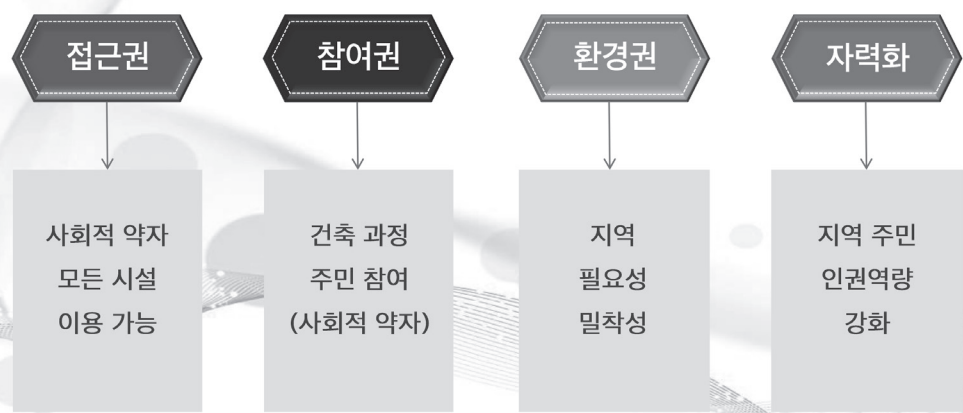 접근권
사회적 약자
모든 시설
이용 가능
참여권
건축 과정
주민 참여
(사회적 약자)
환경권
지역
필요성
밀착성
자력화
지역 주민
인권역량
강화